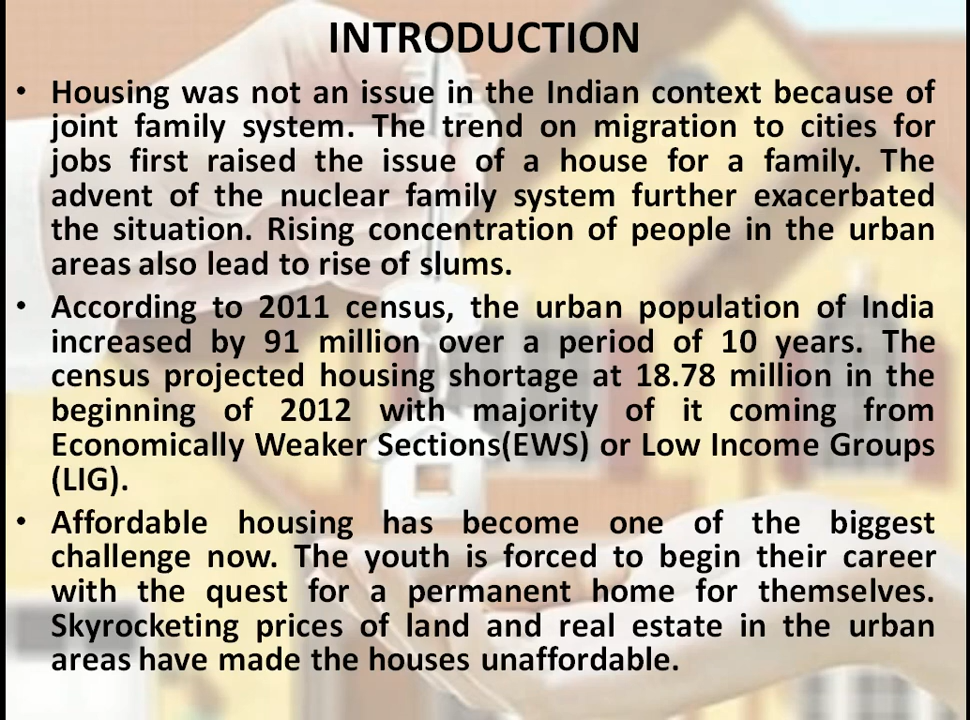 INTRODUCTION
• Housing was not an issue in the Indian context because of
joint family system. The trend on migration to cities for
jobs first raised the issue of a house for a family. The
advent of the nuclear family system further exacerbated
the situation. Rising concentration of people in the urban
areas also lead to rise of slums.
• According to 2011 census, the urban population of India
increased by 91 million over a period of 10 years. The
census projected housing shortage at 18.78 million in the
beginning of 2012 with majority of it coming from
Economically Weaker Sections(EWS) or Low Income Groups
(LIG).
• Affordable housing has become one of the biggest
challenge now. The youth is forced to begin their career
with the quest for a permanent home for themselves.
Skyrocketing prices of land and real estate in the urban
areas have made the houses unaffordable.